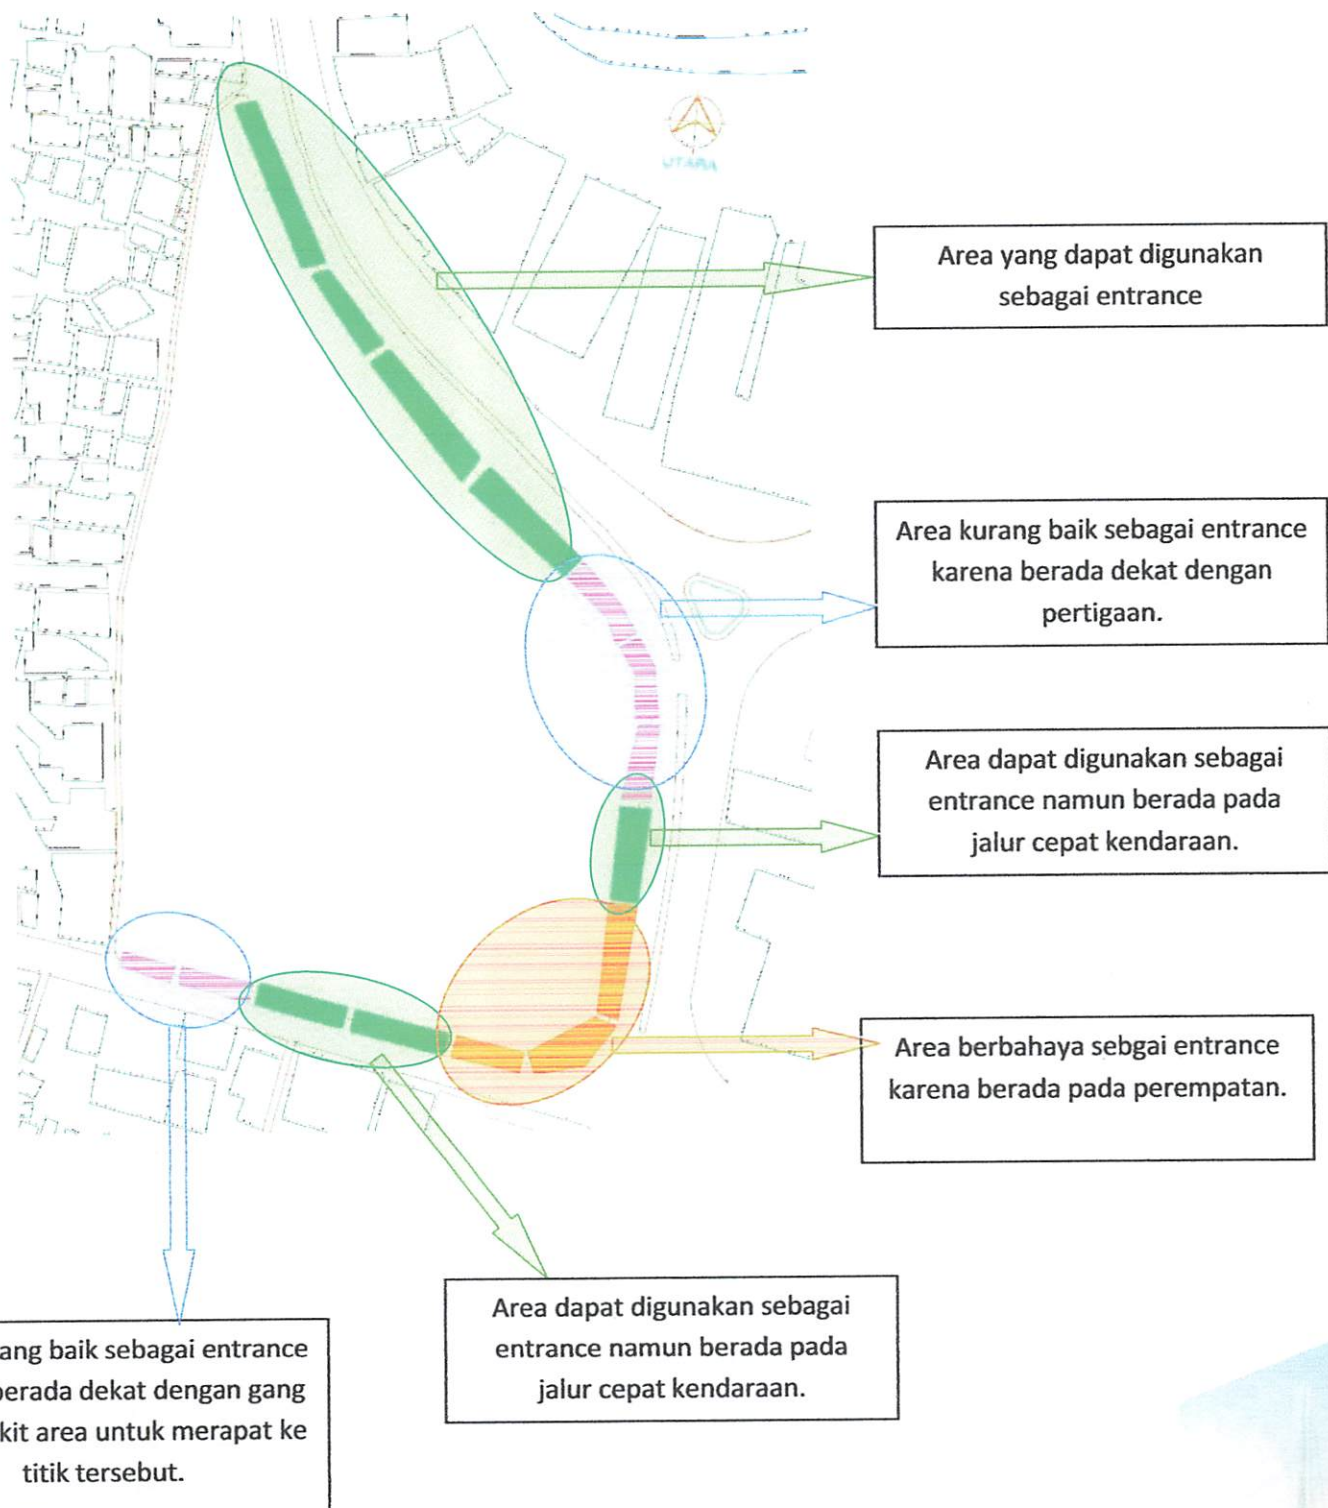 UTARA
Area yang dapat digunakan
sebagai entrance
Area kurang baik sebagai entrance
karena berada dekat dengan
pertigaan.
Area dapat digunakan sebagai
entrance namun berada pada
jalur cepat kendaraan.
Area berbahaya sebgai entrance
karena berada pada perempatan.
Area dapat digunakan sebagai
entrance namun berada pada
jalur cepat kendaraan.
ang baik sebagai entrance
berada dekat dengan gang
kit area untuk merapat ke
titik tersebut.